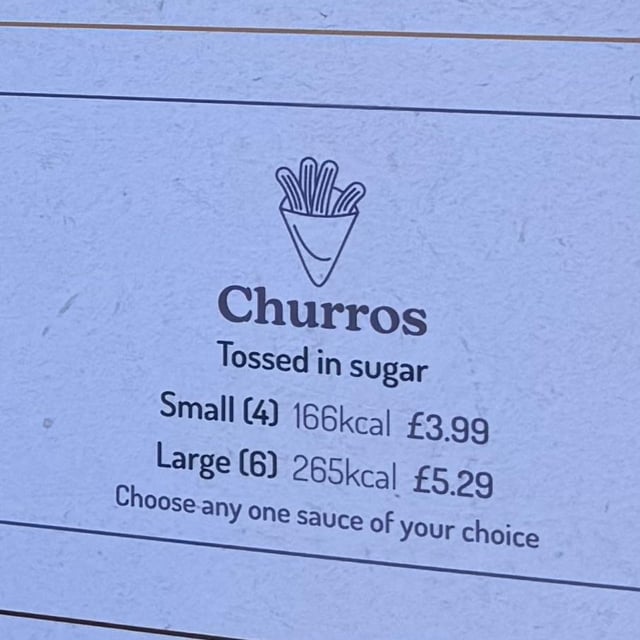 Churros
Tossed in sugar
Small (4) 166kcal £3.99
Large (6) 265kcal £5.29
Choose any one sauce of your choice